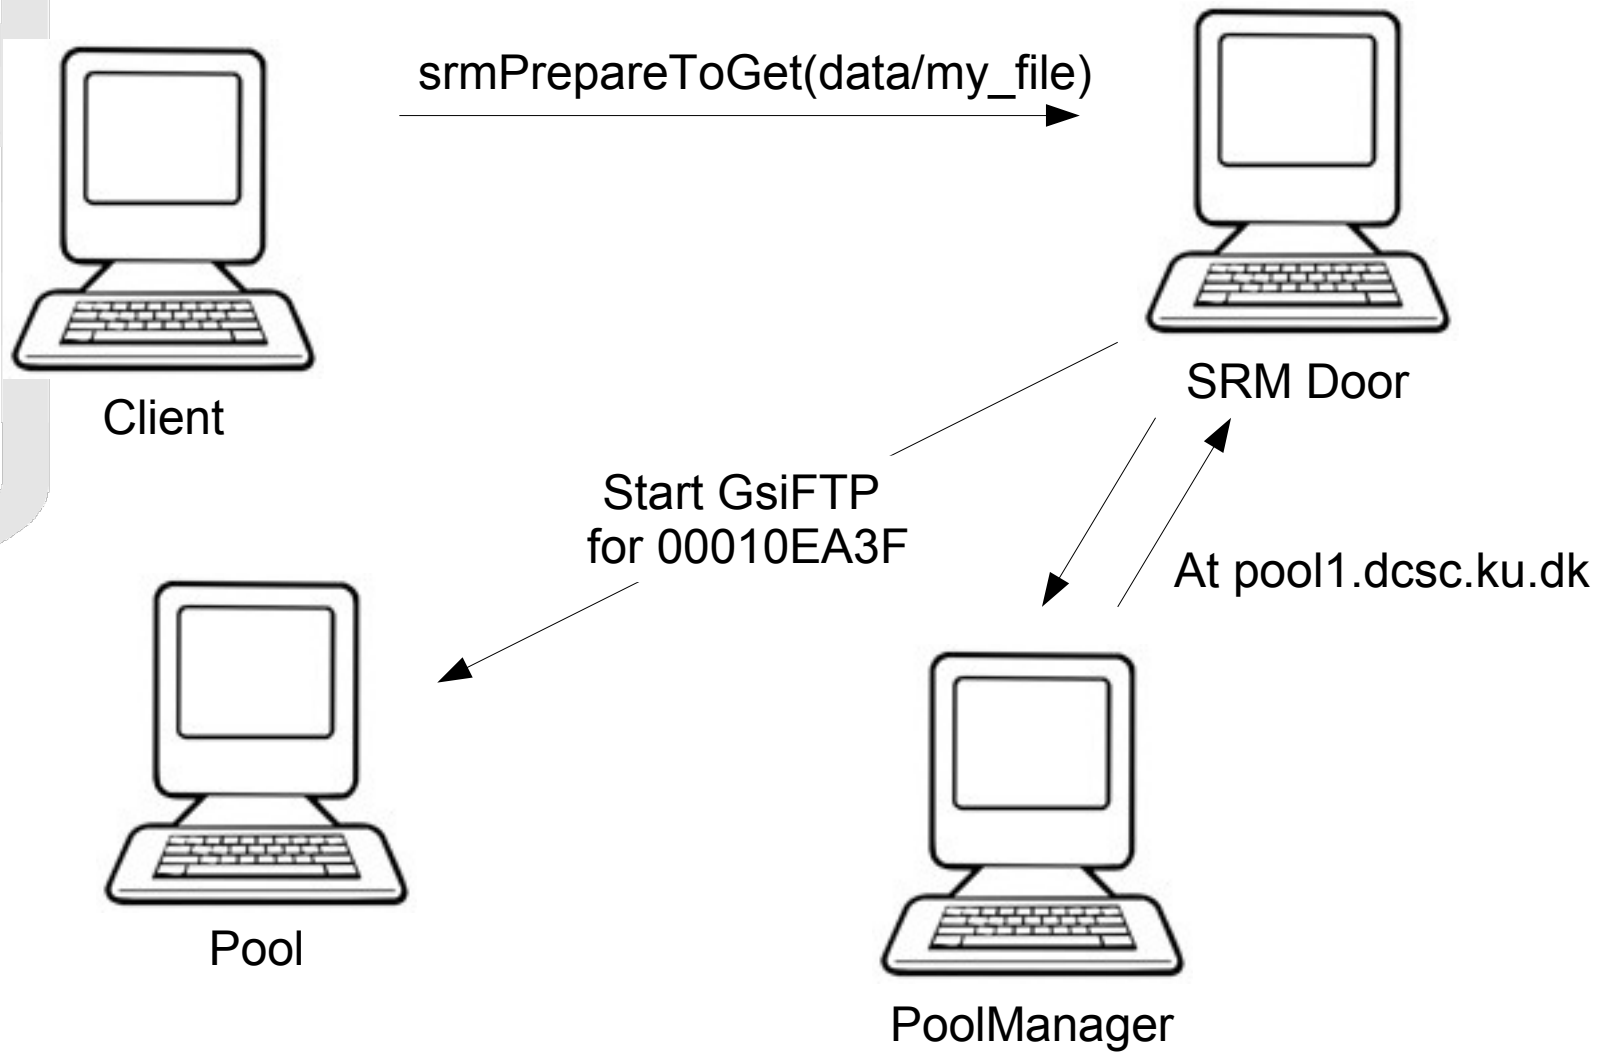 srmPrepareToGet(data/my_file)
SRM Door
Client
Start GsiFTP
for 00010EA3F
At pool1.dcsc.ku.dk
Pool
PoolManager